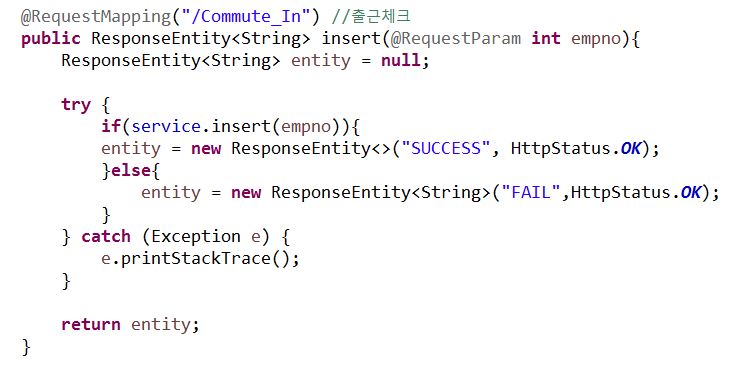 @RequestMapping("/Commute_In") //출근체크
public ResponseEntity<String> insert(@RequestParam int empno){
    ResponseEntity<String> entity = null;

    try {
        if(service.insert(empno)){
        entity = new ResponseEntity<>("SUCCESS", HttpStatus.OK);
        }else{
            entity = new ResponseEntity<String>("FAIL",HttpStatus.OK);
        }
    } catch (Exception e) {
        e.printStackTrace();
    }

    return entity;
}